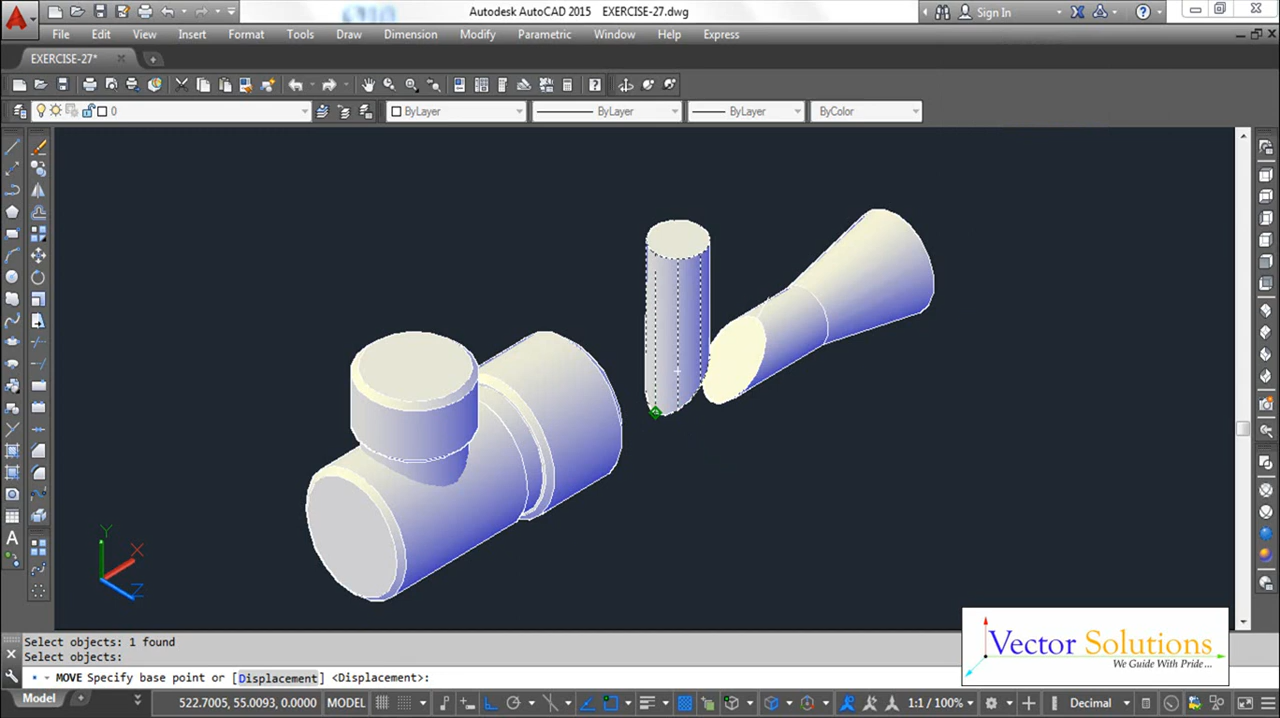 Autodesk AutoCAD 2015 EXERCISE-27.dwg
Sign In
File Edit View Insert Format Tools Draw Dimension Modify Parametric Window Help Express
EXERCISE-27*
0 ByLayer ByLayer ByLayer ByColor
Y
X
Z
Select objects: 1 found
Select objects:
MOVE Specify base point or [Displacement] <Displacement>:
Vector Solutions
We Guide With Pride...
Model 522.7005, 55.0093, 0.0000 MODEL 1:1 / 100% Decimal